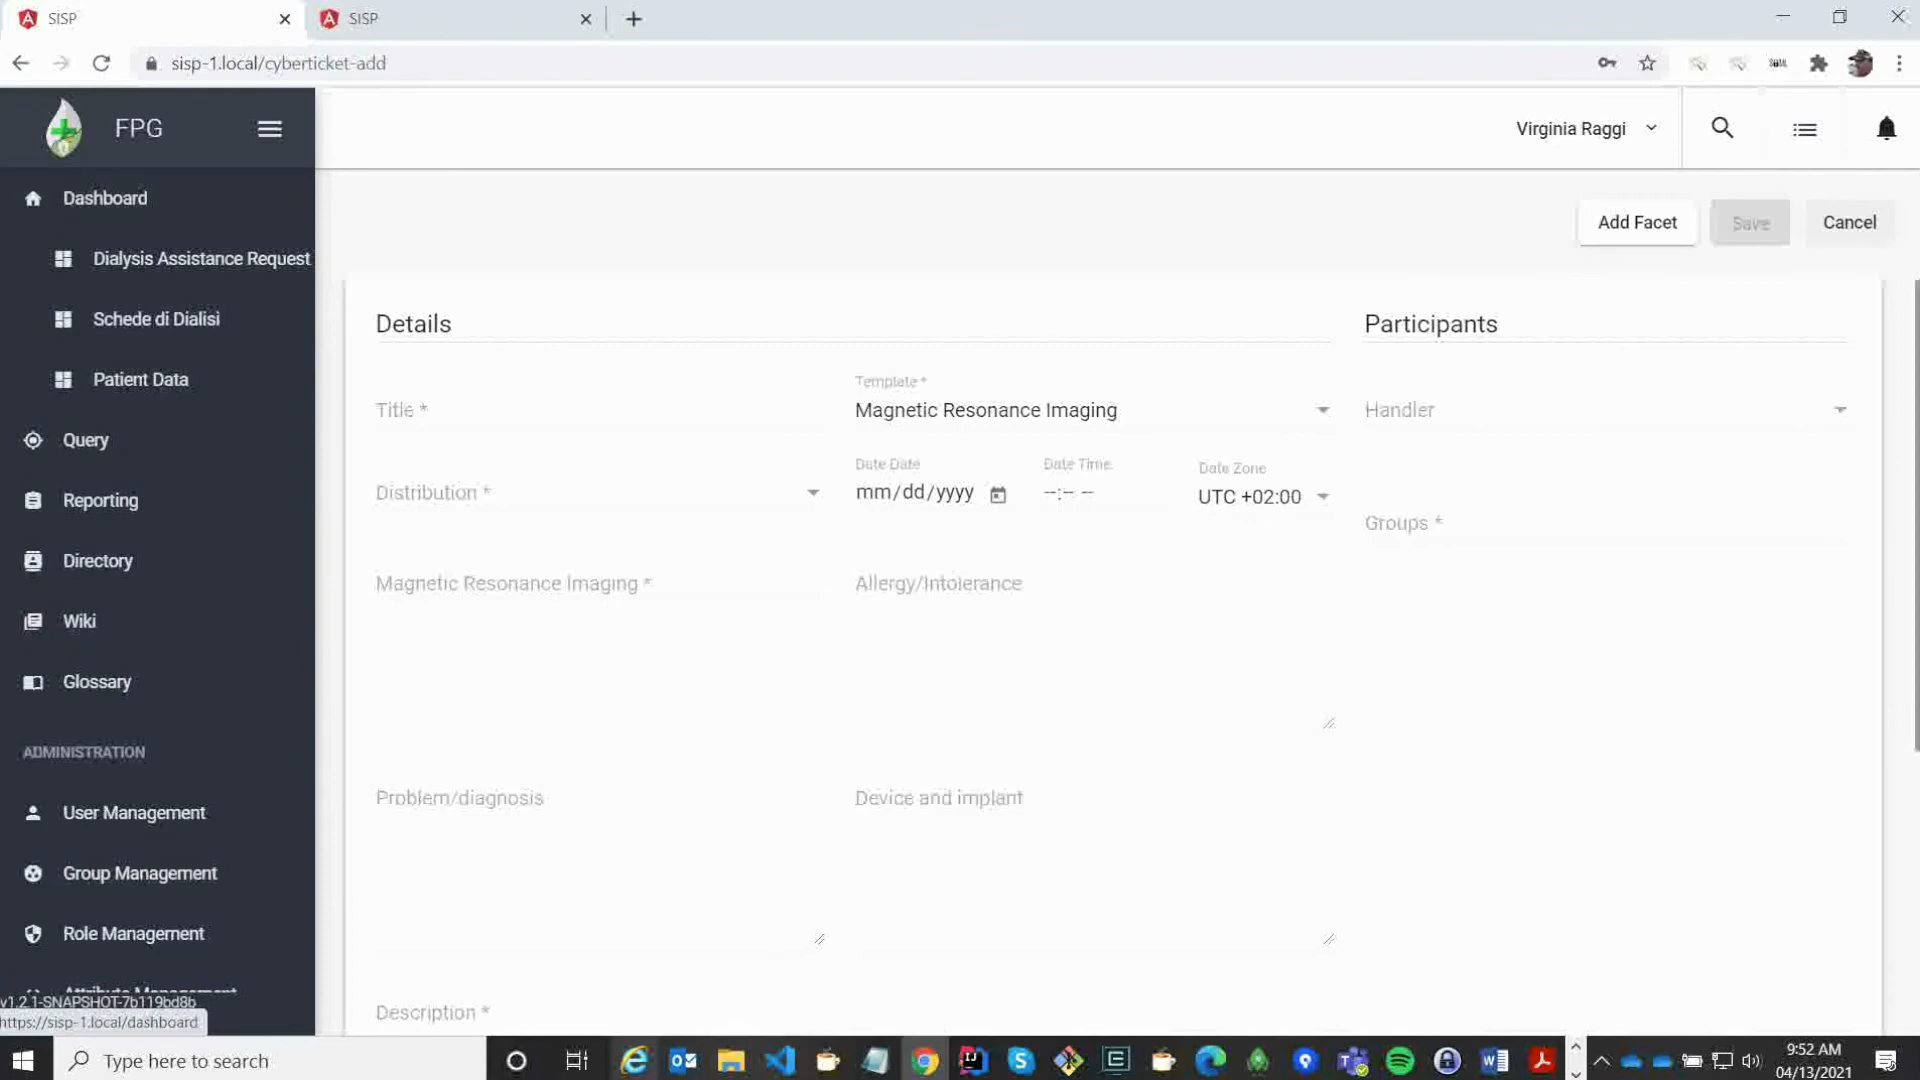 SISP
SISP
sisp-1.local/cyberticket-add
FPG
Virginia Raggi
Dashboard
Dialysis Assistance Request
Schede di Dialisi
Patient Data
Query
Reporting
Directory
Wiki
Glossary
ADMINISTRATION
User Management
Group Management
Role Management
Attribute Management
v1.2.1-SNAPSHOT-7b119bd8b
https://sisp-1.local/dashboard
Add Facet
Save
Cancel
Details
Participants
Title *
Template *
Magnetic Resonance Imaging
Handler
Distribution *
Date Date
mm/dd/yyyy
Date Time
--:-- --
Date Zone
UTC +02:00
Groups *
Magnetic Resonance Imaging *
Allergy/Intolerance
Problem/diagnosis
Device and implant
Description *
Type here to search
9:52 AM
04/13/2021